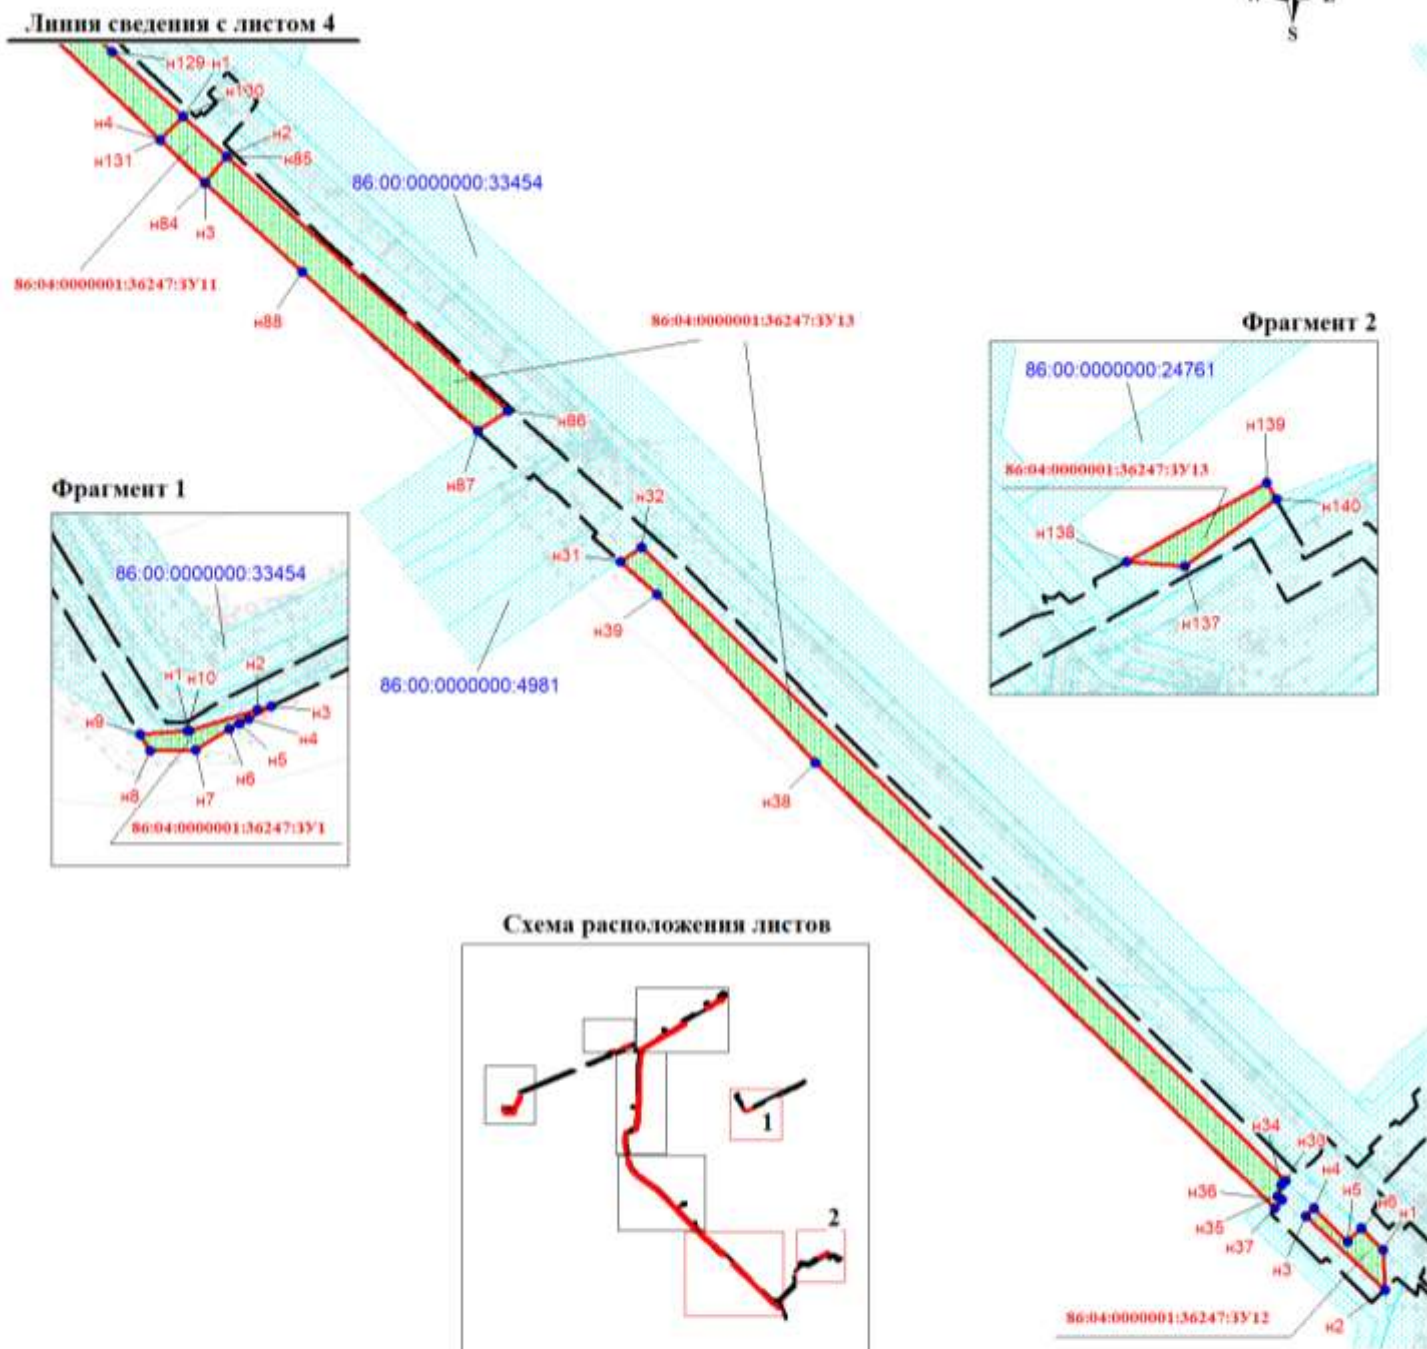 S
Линия сведения с листом 4
н129
н1
н130
н4
н131
н2
н85
86:00:0000000:33454
н84
н3
86:04:0000001:36247:ЗУ11
н88
86:04:0000001:36247:ЗУ13
н86
н87
Фрагмент 2
86:00:0000000:24761
н139
86:04:0000001:36247:ЗУ13
н140
н138
н137
Фрагмент 1
86:00:0000000:33454
н1
н10
н2
н9
н3
н4
н5
н6
н8
н7
86:04:0000001:36247:ЗУ1
н32
н31
н39
86:00:0000000:4981
н38
Схема расположения листов
1
2
н34
н33
н36
н4
н35
н5
н6
н1
н37
н3
86:04:0000001:36247:ЗУ12
н2